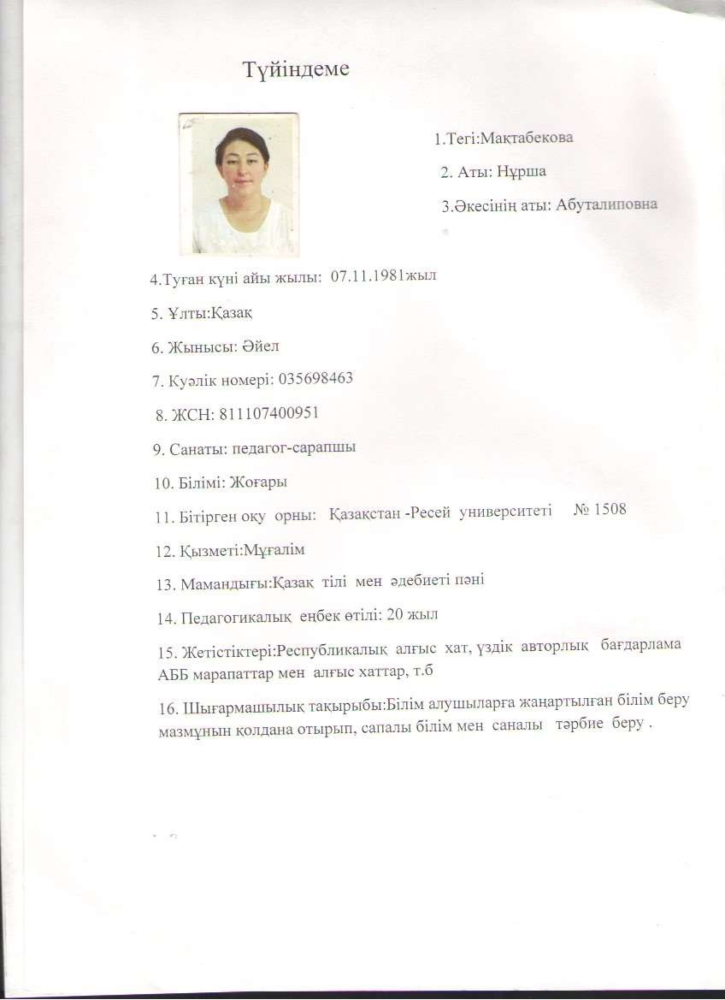 Түйіндеме
1.Тегі:Мақтабекова
2. Аты: Нұрша
3.Әкесінің аты: Абуталиповна
4.Туған күні айы жылы: 07.11.1981жыл
5. Ұлты:Қазақ
6. Жынысы: Әйел
7. Куәлік номері: 035698463
8. ЖСН: 811107400951
9. Санаты: педагог-сарапшы
10. Білімі: Жоғары
11. Бітірген оқу орны: Қазақстан -Ресей университеті № 1508
12. Қызметі:Мұғалім
13. Мамандығы:Қазақ тілі мен әдебиеті пәні
14. Педагогикалық еңбек өтілі: 20 жыл
15. Жетістіктері:Республикалық алғыс хат, үздік авторлық бағдарлама
АББ марапаттар мен алғыс хаттар, т.б
16. Шығармашылық тақырыбы:Білім алушыларға жаңартылған білім беру
мазмұнын қолдана отырып, сапалы білім мен саналы тәрбие беру .